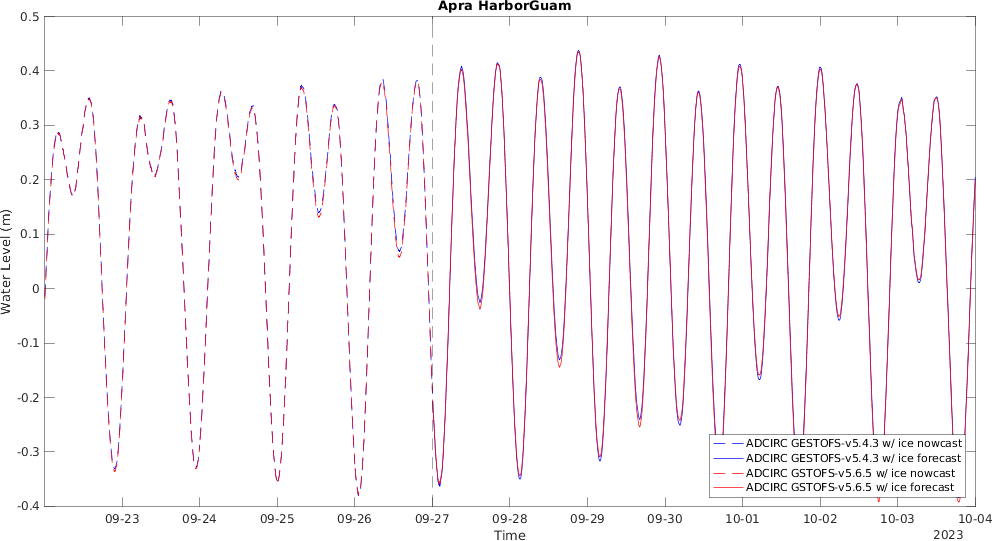 Apra HarborGuam
0.5
0.4
0.3
0.2
0.1
0
-0.1
-0.2
-0.3
-0.4
Water Level (m)
ADCIRC GESTOFS-v5.4.3 w/ ice nowcast
ADCIRC GESTOFS-v5.4.3 w/ ice forecast
ADCIRC GSTOFS-v5.6.5 w/ ice nowcast
ADCIRC GSTOFS-v5.6.5 w/ ice forecast
09-23 09-24 09-25 09-26 09-27 09-28 09-29 09-30 10-01 10-02 10-03 10-04
Time
2023